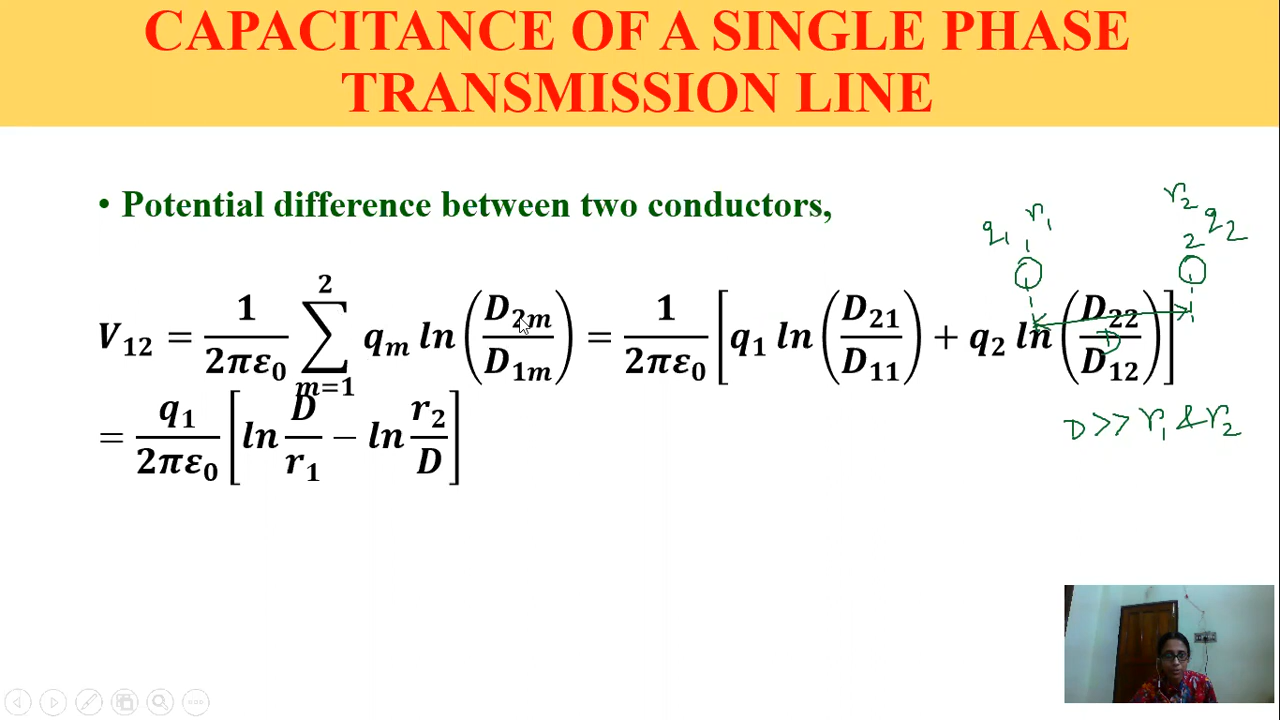 CAPACITANCE OF A SINGLE PHASE
TRANSMISSION LINE
• Potential difference between two conductors,
V₁₂ = 1/(2πε₀) ∑_{m=1}^{2} qₘ ln (D₂ₘ/D₁ₘ) = 1/(2πε₀) [q₁ ln (D₂₁/D₁₁) + q₂ ln (D₂₂/D₁₂)]
= q₁/(2πε₀) [ln D/r₁ − ln r₂/D]
q₁ r₁
1
r₂
q₂
2
D
D >> r₁ & r₂